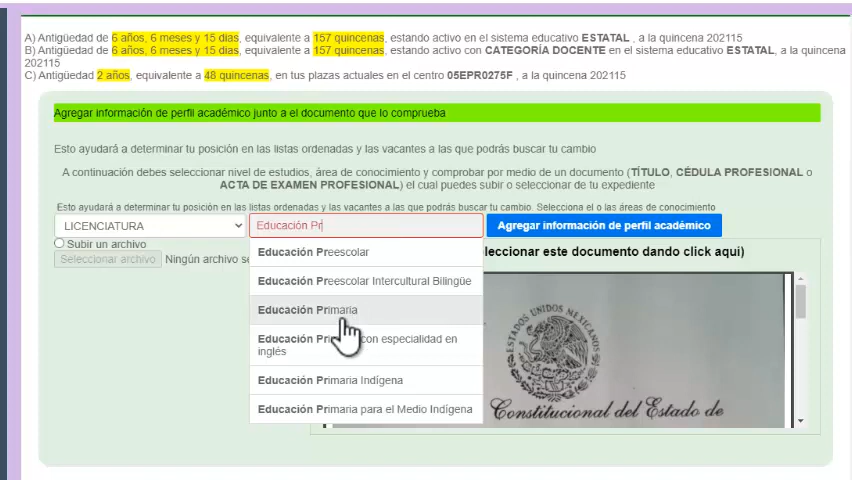 A) Antigüedad de 6 años, 6 meses y 15 dias, equivalente a 157 quincenas, estando activo en el sistema educativo ESTATAL , a la quincena 202115
B) Antigüedad de 6 años, 6 meses y 15 dias, equivalente a 157 quincenas, estando activo con CATEGORÍA DOCENTE en el sistema educativo ESTATAL, a la quincena
202115
C) Antigüedad 2 años, equivalente a 48 quincenas, en tus plazas actuales en el centro 05EPR0275F , a la quincena 202115
Agregar información de perfil académico junto a el documento que lo comprueba
Esto ayudará a determinar tu posición en las listas ordenadas y las vacantes a las que podrás buscar tu cambio
A continuación debes seleccionar nivel de estudios, área de conocimiento y comprobar por medio de un documento (TÍTULO, CÉDULA PROFESIONAL o
ACTA DE EXAMEN PROFESIONAL) el cual puedes subir o seleccionar de tu expediente
Esto ayudará a determinar tu posición en las listas ordenadas y las vacantes a las que podrás buscar tu cambio. Selecciona el o las áreas de conocimiento
LICENCIATURA Educación Pr Agregar información de perfil académico
Subir un archivo
Seleccionar archivo Ningún archivo se
leccionar este documento dando click aqui)
Educación Preescolar
Educación Preescolar Intercultural Bilingüe
Educación Primaria
Educación Pri con especialidad en
inglés
Educación Primaria Indígena
Educación Primaria para el Medio Indígena
ESTADOS UNIDOS MEXICANOS
Constitucional del Estado de